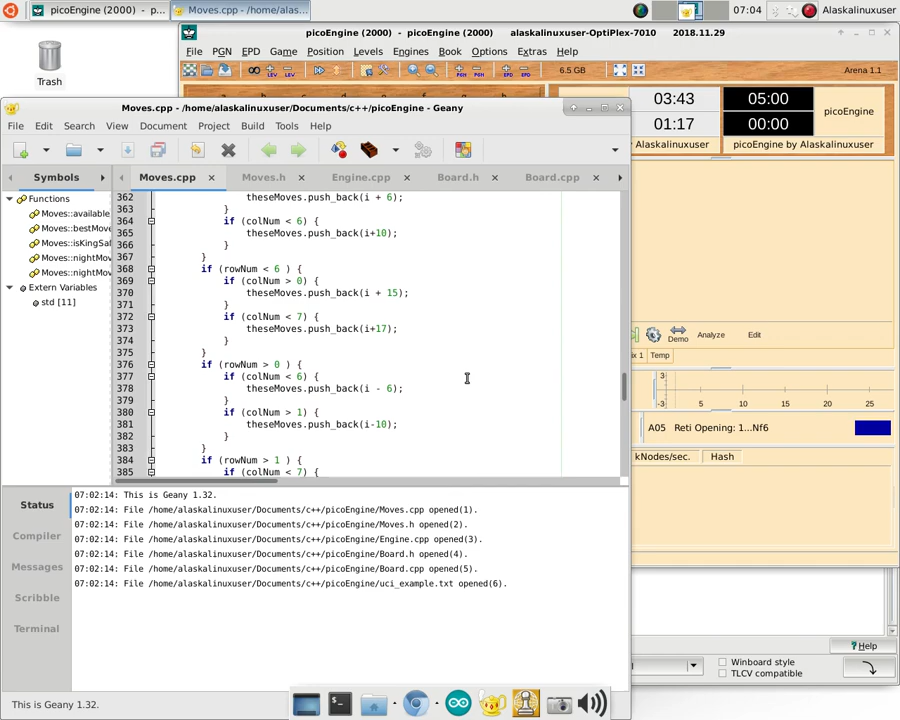 picoEngine (2000) - p...
Moves.cpp - /home/alas...
07:04
Alaskalinuxuser
Trash
picoEngine (2000) - picoEngine (2000)
alaskalinuxuser-OptiPlex-7010
2018.11.29
File PGN EPD Game Position Levels Engines Book Options Extras Help
LEV LEV PGN PGN EPD EPD
6.5 GB
Arena 1.1
03:43
01:17
05:00
00:00
picoEngine
y Alaskalinuxuser
picoEngine by Alaskalinuxuser
Demo
Analyze
Edit
ix 1
Temp
3
-3
5 10 15 20 25
A05 Reti Opening: 1...Nf6
kNodes/sec.
Hash
Help
Winboard style
TLCV compatible
Moves.cpp - /home/alaskalinuxuser/Documents/c++/picoEngine - Geany
File Edit Search View Document Project Build Tools Help
Symbols
Moves.cpp
Moves.h
Engine.cpp
Board.h
Board.cpp
Functions
Moves::available
Moves::bestMov
Moves::isKingSal
Moves::nightMov
Moves::nightMov
Extern Variables
std [11]
362 theseMoves.push_back(i + 6);
363 }
364 if (colNum < 6) {
365 theseMoves.push_back(i+10);
366 }
367 }
368 if (rowNum < 6 ) {
369 if (colNum > 0) {
370 theseMoves.push_back(i + 15);
371 }
372 if (colNum < 7) {
373 theseMoves.push_back(i+17);
374 }
375 }
376 if (rowNum > 0 ) {
377 if (colNum < 6) {
378 theseMoves.push_back(i - 6);
379 }
380 if (colNum > 1) {
381 theseMoves.push_back(i-10);
382 }
383 }
384 if (rowNum > 1 ) {
385 if (colNum < 7) {
Status
Compiler
Messages
Scribble
Terminal
07:02:14: This is Geany 1.32.
07:02:14: File /home/alaskalinuxuser/Documents/c++/picoEngine/Moves.cpp opened(1).
07:02:14: File /home/alaskalinuxuser/Documents/c++/picoEngine/Moves.h opened(2).
07:02:14: File /home/alaskalinuxuser/Documents/c++/picoEngine/Engine.cpp opened(3).
07:02:14: File /home/alaskalinuxuser/Documents/c++/picoEngine/Board.h opened(4).
07:02:14: File /home/alaskalinuxuser/Documents/c++/picoEngine/Board.cpp opened(5).
07:02:14: File /home/alaskalinuxuser/Documents/c++/picoEngine/uci_example.txt opened(6).
This is Geany 1.32.